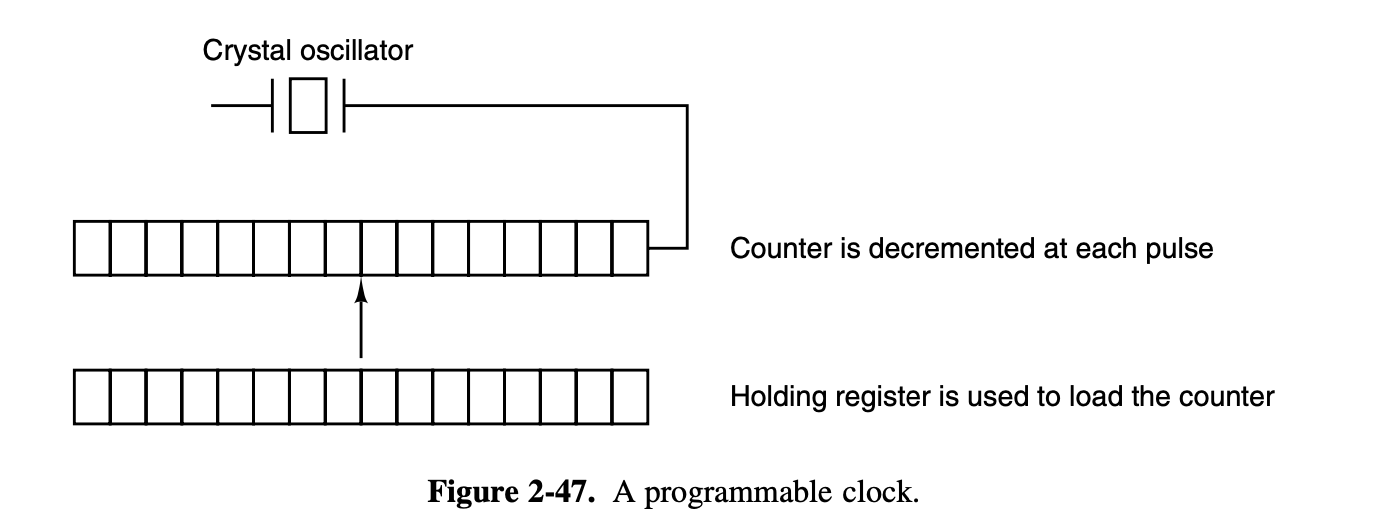 Crystal oscillator
Counter is decremented at each pulse
Holding register is used to load the counter
Figure 2-47. A programmable clock.